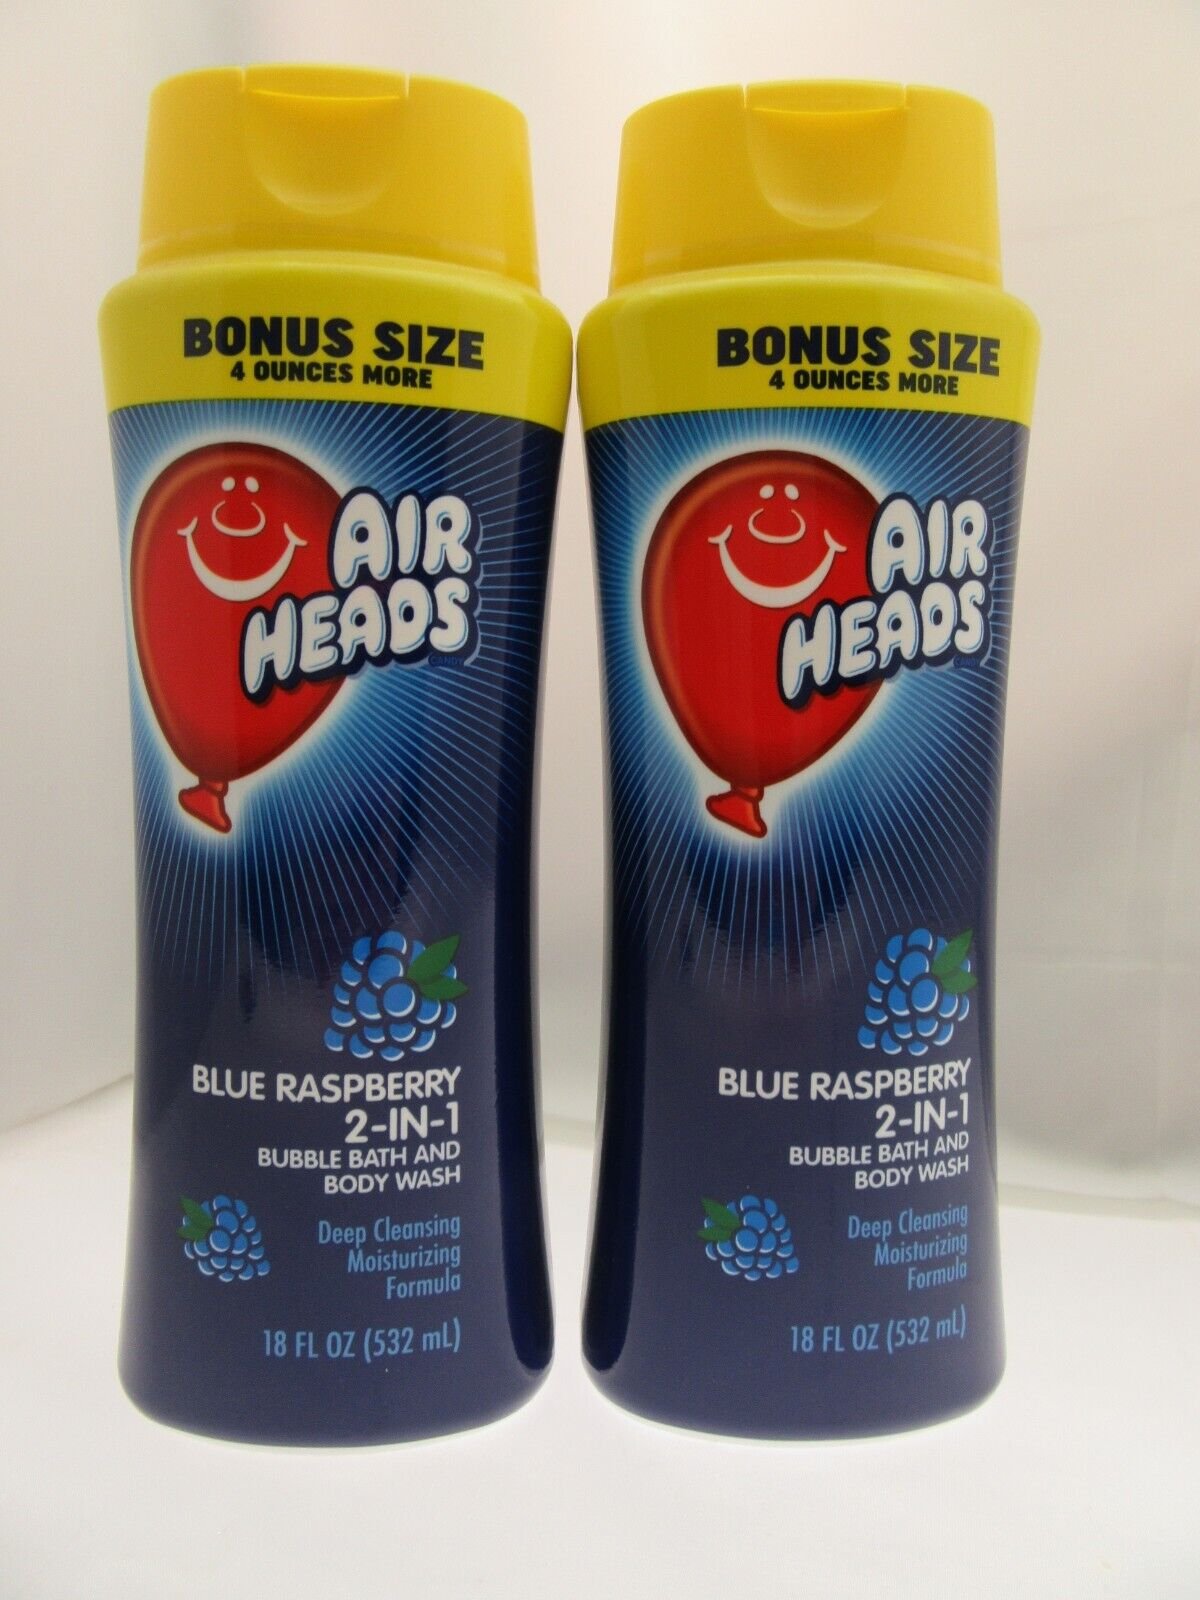 BONUS SIZE
4 OUNCES MORE
AIR
HEADS
CANDY
BLUE RASPBERRY
2-IN-1
BUBBLE BATH AND
BODY WASH
Deep Cleansing
Moisturizing
Formula
18 FL OZ (532 mL)
BONUS SIZE
4 OUNCES MORE
AIR
HEADS
CANDY
BLUE RASPBERRY
2-IN-1
BUBBLE BATH AND
BODY WASH
Deep Cleansing
Moisturizing
Formula
18 FL OZ (532 mL)